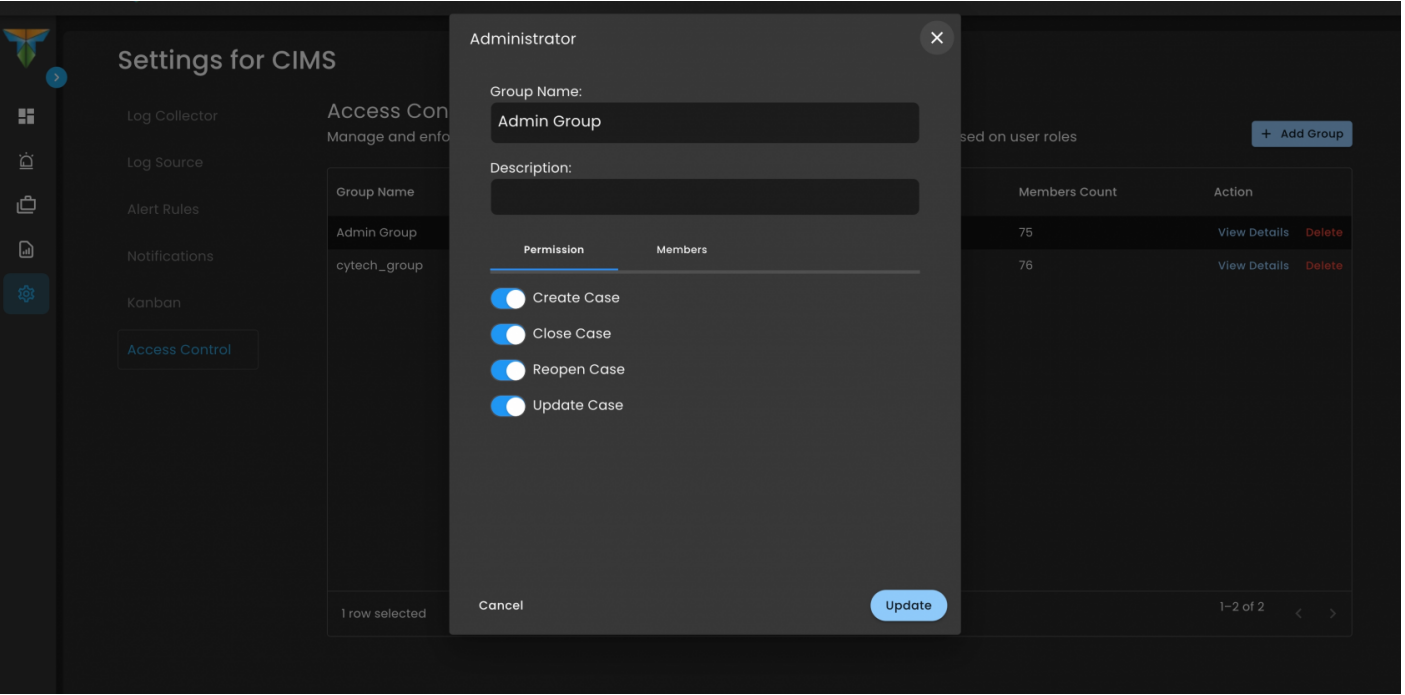 Administrator
Group Name:
Admin Group
Description:
Permission Members
Create Case
Close Case
Reopen Case
Update Case
Cancel Update
Settings for CIMS
Log Collector
Log Source
Alert Rules
Notifications
Kanban
Access Control
Access Con
Manage and enfo sed on user roles
+ Add Group
Group Name Members Count Action
Admin Group 75 View Details Delete
cytech_group 76 View Details Delete
1 row selected 1–2 of 2